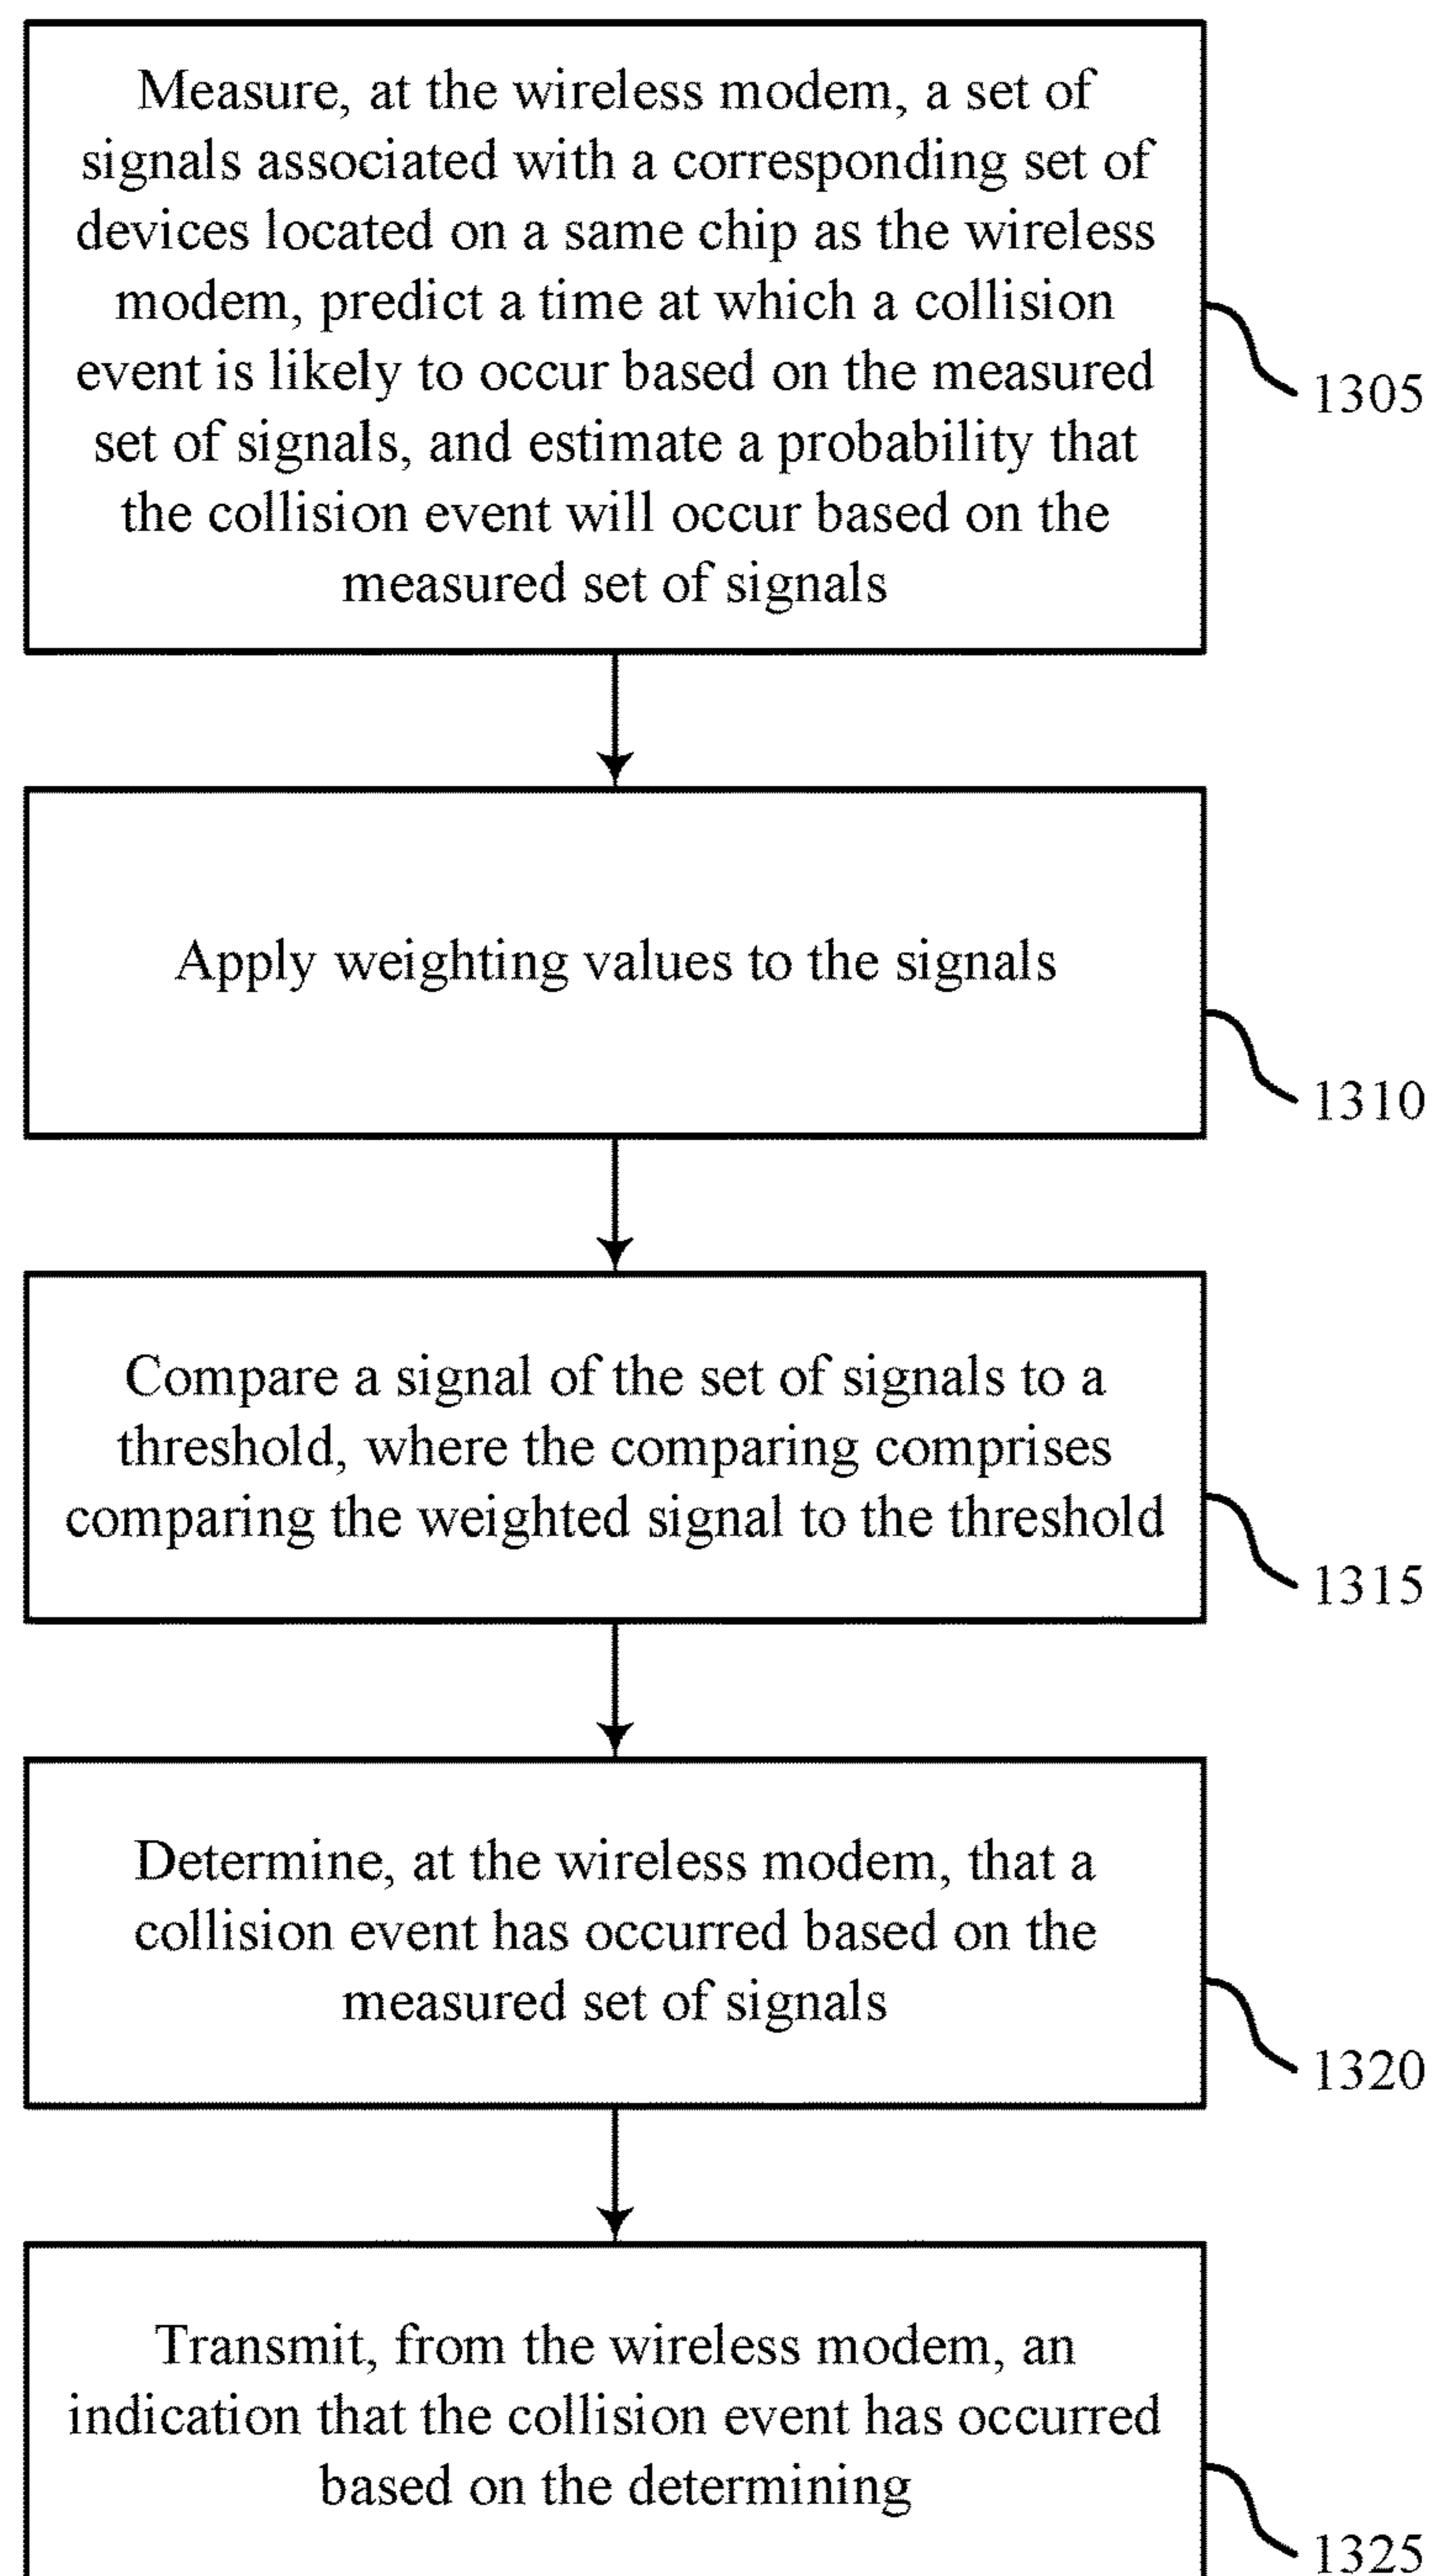 Measure, at the wireless modem, a set of
signals associated with a corresponding set of
devices located on a same chip as the wireless
modem, predict a time at which a collision
event is likely to occur based on the measured
set of signals, and estimate a probability that
the collision event will occur based on the
measured set of signals
1305
Apply weighting values to the signals
1310
Compare a signal of the set of signals to a
threshold, where the comparing comprises
comparing the weighted signal to the threshold
1315
Determine, at the wireless modem, that a
collision event has occurred based on the
measured set of signals
1320
Transmit, from the wireless modem, an
indication that the collision event has occurred
based on the determining
1325